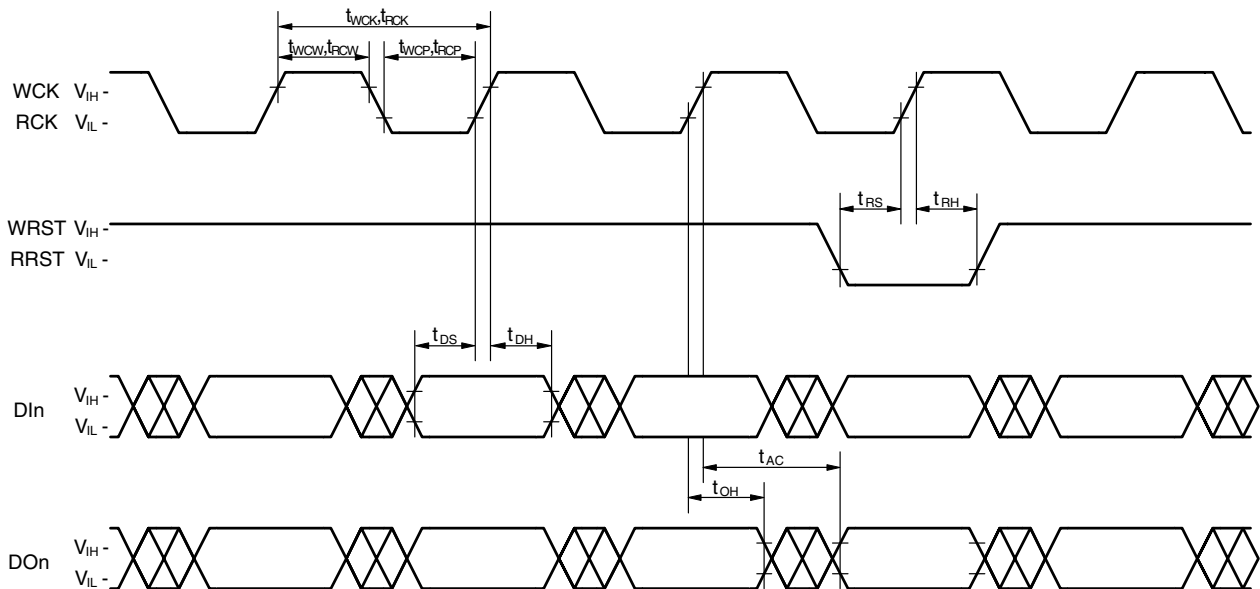 tWCK,tRCK
tWCW,tRCW tWCP,tRCP
WCK VIH -
RCK VIL -
tRS tRH
WRST VIH -
RRST VIL -
tDS tDH
VIH -
DIn
VIL -
tAC
tOH
VIH -
DOn
VIL -